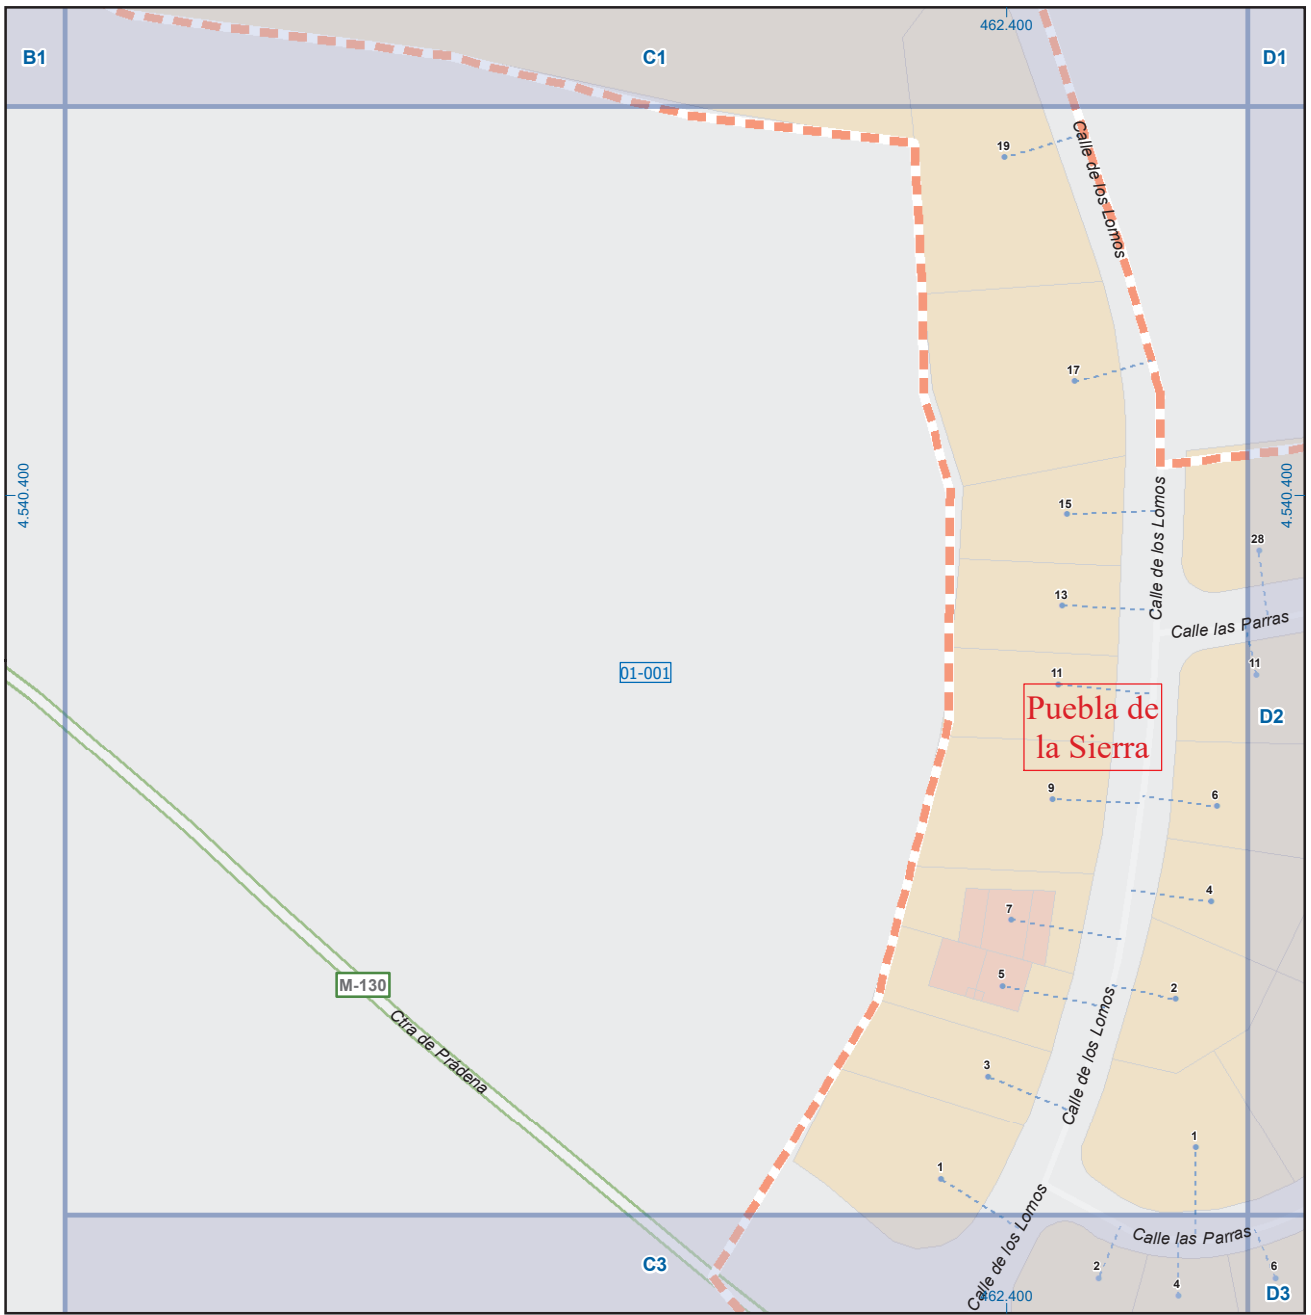 462.400
B1
C1
D1
19
Calle de los Lomos
17
4.540.400
4.540.400
15
Calle de los Lomos
28
13
Calle las Parras
11
11
01-001
Puebla de
la Sierra
D2
9
6
4
7
5
2
M-130
Ctra de Prádena
Calle de los Lomos
3
1
1
Calle de los Lomos
Calle las Parras
C3
2
4
6
D3
462.400